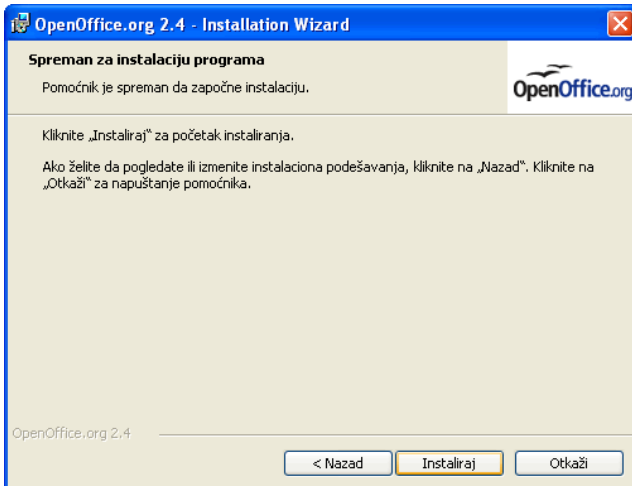 OpenOffice.org 2.4 - Installation Wizard
Spreman za instalaciju programa
Pomoćnik je spreman da započne instalaciju.
OpenOffice.org
Kliknite „Instaliraj“ za početak instaliranja.
Ako želite da pogledate ili izmenite instalaciona podešavanja, kliknite na „Nazad“. Kliknite na
„Otkaži“ za napuštanje pomoćnika.
OpenOffice.org 2.4
< Nazad
Instaliraj
Otkaži